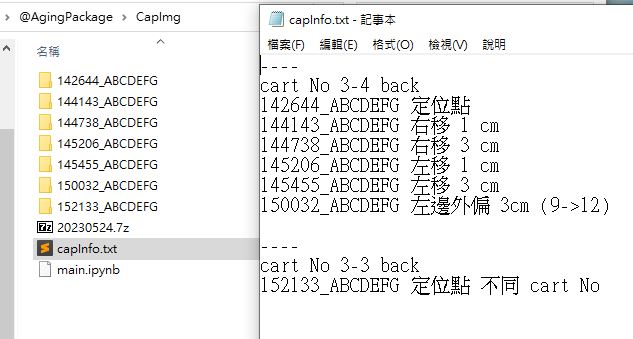 @AgingPackage > CapImg
名稱
142644_ABCDEFG
144143_ABCDEFG
144738_ABCDEFG
145206_ABCDEFG
145455_ABCDEFG
150032_ABCDEFG
152133_ABCDEFG
20230524.7z
capInfo.txt
main.ipynb
capInfo.txt - 記事本
檔案(F) 編輯(E) 格式(O) 檢視(V) 說明
----
cart No 3-4 back
142644_ABCDEFG 定位點
144143_ABCDEFG 右移 1 cm
144738_ABCDEFG 右移 3 cm
145206_ABCDEFG 左移 1 cm
145455_ABCDEFG 左移 3 cm
150032_ABCDEFG 左邊外偏 3cm (9->12)
----
cart No 3-3 back
152133_ABCDEFG 定位點 不同 cart No